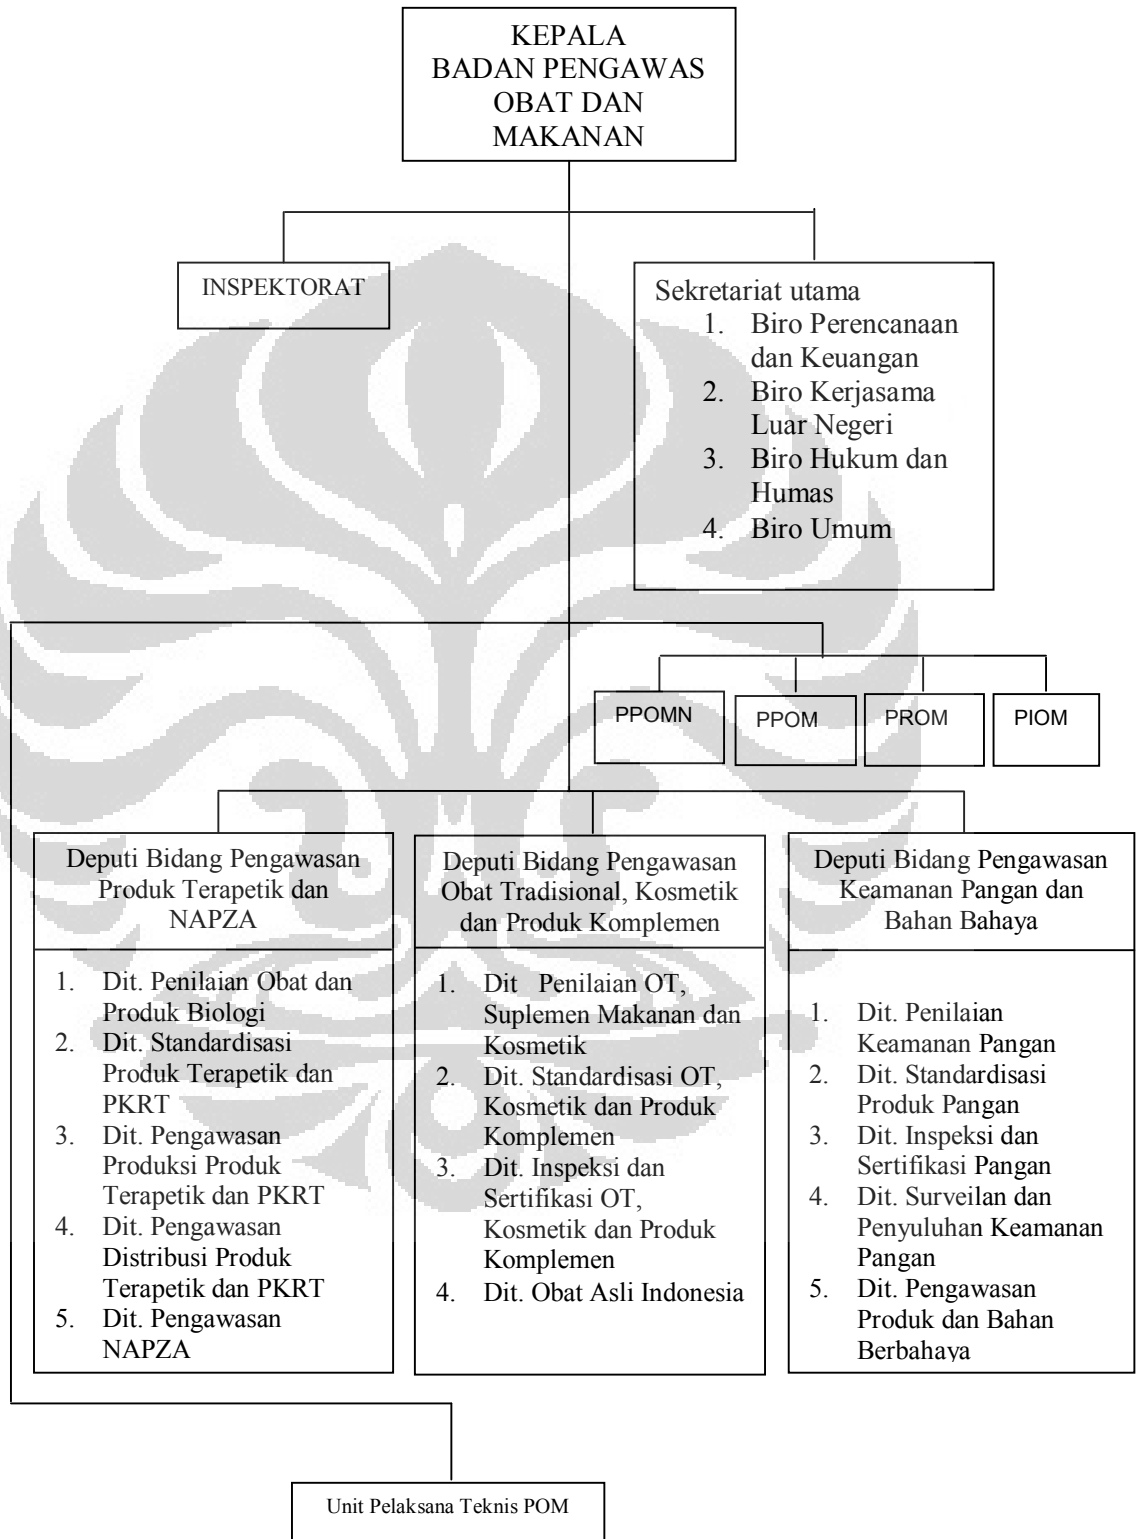 KEPALA
BADAN PENGAWAS
OBAT DAN
MAKANAN
INSPEKTORAT
Sekretariat utama
1. Biro Perencanaan
dan Keuangan
2. Biro Kerjasama
Luar Negeri
3. Biro Hukum dan
Humas
4. Biro Umum
PPOMN
PPOM
PROM
PIOM
Deputi Bidang Pengawasan
Produk Terapetik dan
NAPZA
1. Dit. Penilaian Obat dan
Produk Biologi
2. Dit. Standardisasi
Produk Terapetik dan
PKRT
3. Dit. Pengawasan
Produksi Produk
Terapetik dan PKRT
4. Dit. Pengawasan
Distribusi Produk
Terapetik dan PKRT
5. Dit. Pengawasan
NAPZA
Deputi Bidang Pengawasan
Obat Tradisional, Kosmetik
dan Produk Komplemen
1. Dit Penilaian OT,
Suplemen Makanan dan
Kosmetik
2. Dit. Standardisasi OT,
Kosmetik dan Produk
Komplemen
3. Dit. Inspeksi dan
Sertifikasi OT,
Kosmetik dan Produk
Komplemen
4. Dit. Obat Asli Indonesia
Deputi Bidang Pengawasan
Keamanan Pangan dan
Bahan Bahaya
1. Dit. Penilaian
Keamanan Pangan
2. Dit. Standardisasi
Produk Pangan
3. Dit. Inspeksi dan
Sertifikasi Pangan
4. Dit. Surveilan dan
Penyuluhan Keamanan
Pangan
5. Dit. Pengawasan
Produk dan Bahan
Berbahaya
Unit Pelaksana Teknis POM